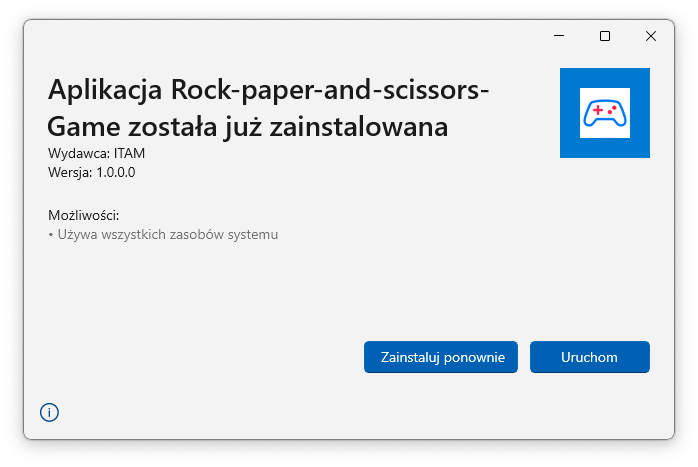 Aplikacja Rock-paper-and-scissors-
Game została już zainstalowana
Wydawca: ITAM
Wersja: 1.0.0.0
Możliwości:
• Używa wszystkich zasobów systemu
Zainstaluj ponownie
Uruchom